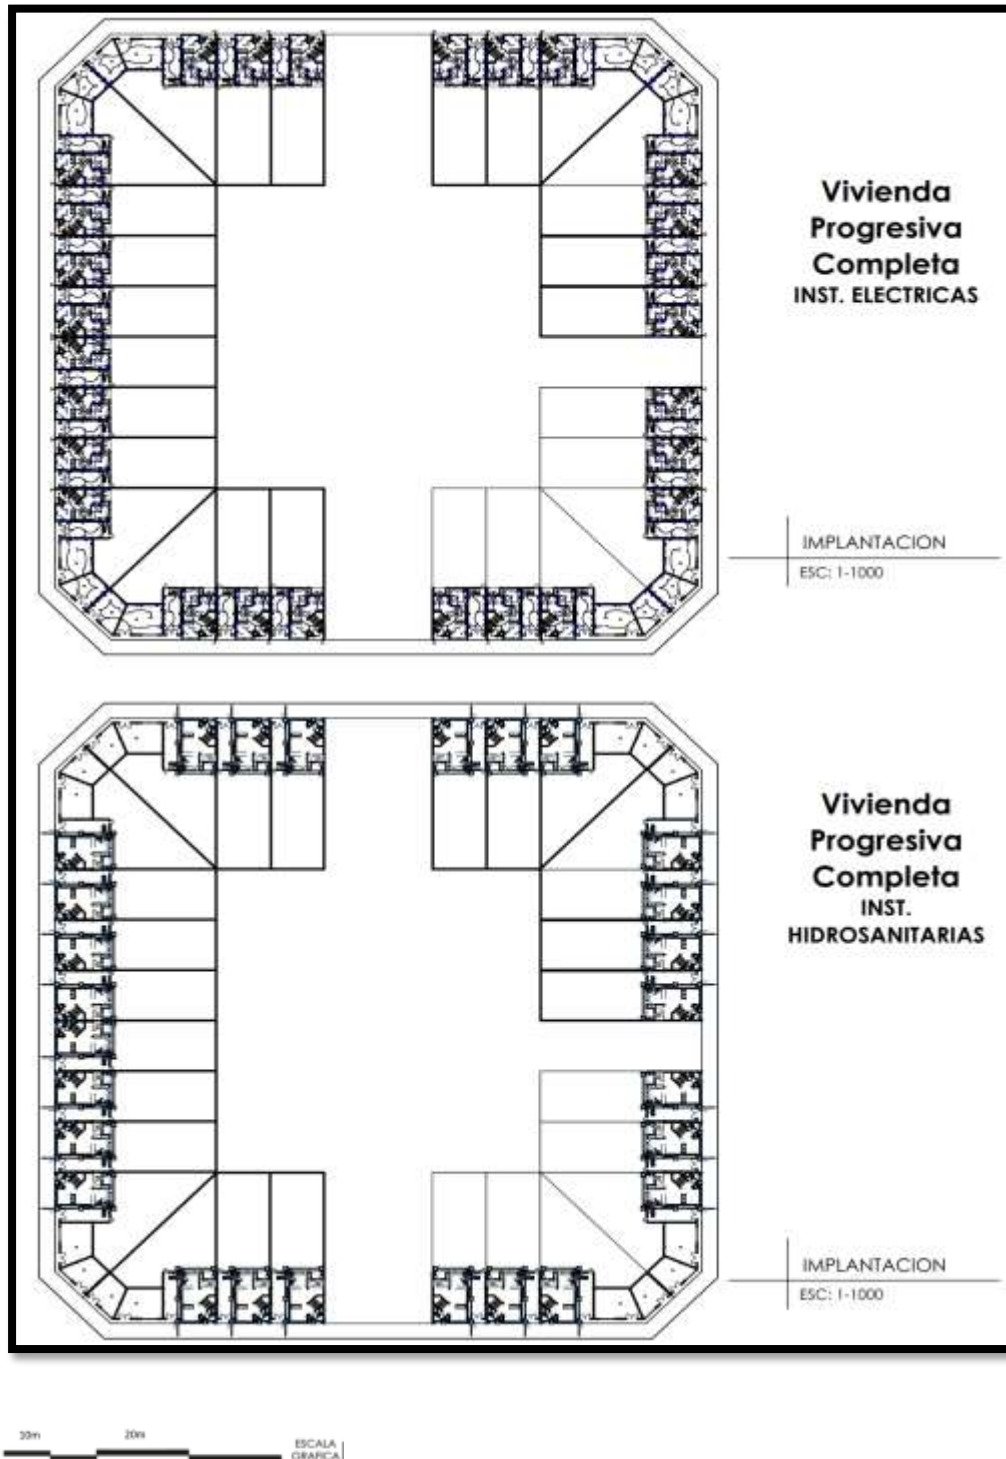 Vivienda
Progresiva
Completa
INST. ELECTRICAS
IMPLANTACION
ESC: 1-1000
Vivienda
Progresiva
Completa
INST.
HIDROSANITARIAS
IMPLANTACION
ESC: 1-1000
20m
ESCALA
GRAFICA